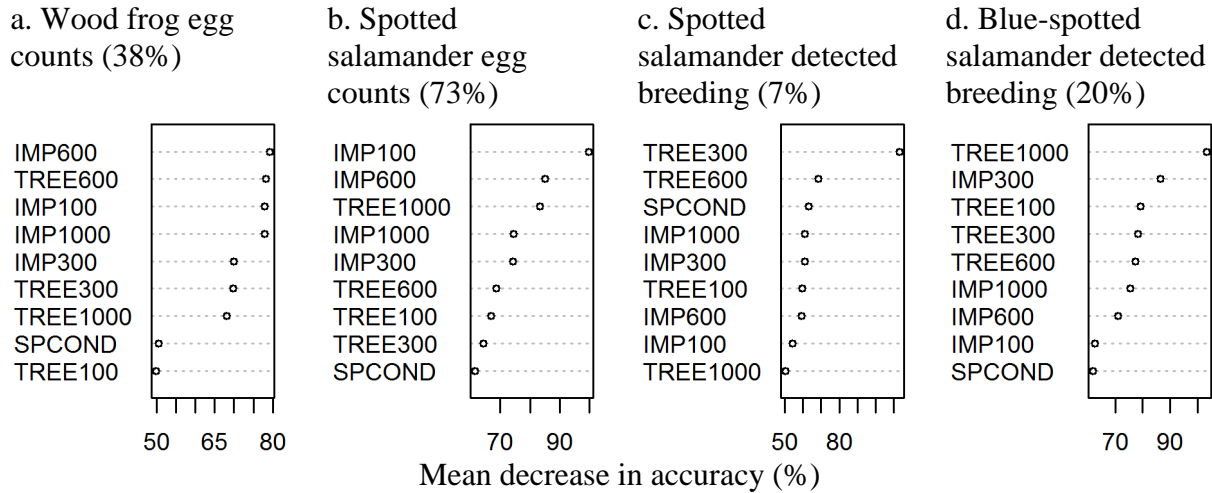 a. Wood frog egg
counts (38%)
IMP600
TREE600
IMP100
IMP1000
IMP300
TREE300
TREE1000
SPCOND
TREE100
50 65 80
b. Spotted
salamander egg
counts (73%)
IMP100
IMP600
TREE1000
IMP1000
IMP300
TREE600
TREE100
TREE300
SPCOND
70 90
c. Spotted
salamander detected
breeding (7%)
TREE300
TREE600
SPCOND
IMP1000
IMP300
TREE100
IMP600
IMP100
TREE1000
50 80
d. Blue-spotted
salamander detected
breeding (20%)
TREE1000
IMP300
TREE100
TREE300
TREE600
IMP1000
IMP600
IMP100
SPCOND
70 90
Mean decrease in accuracy (%)